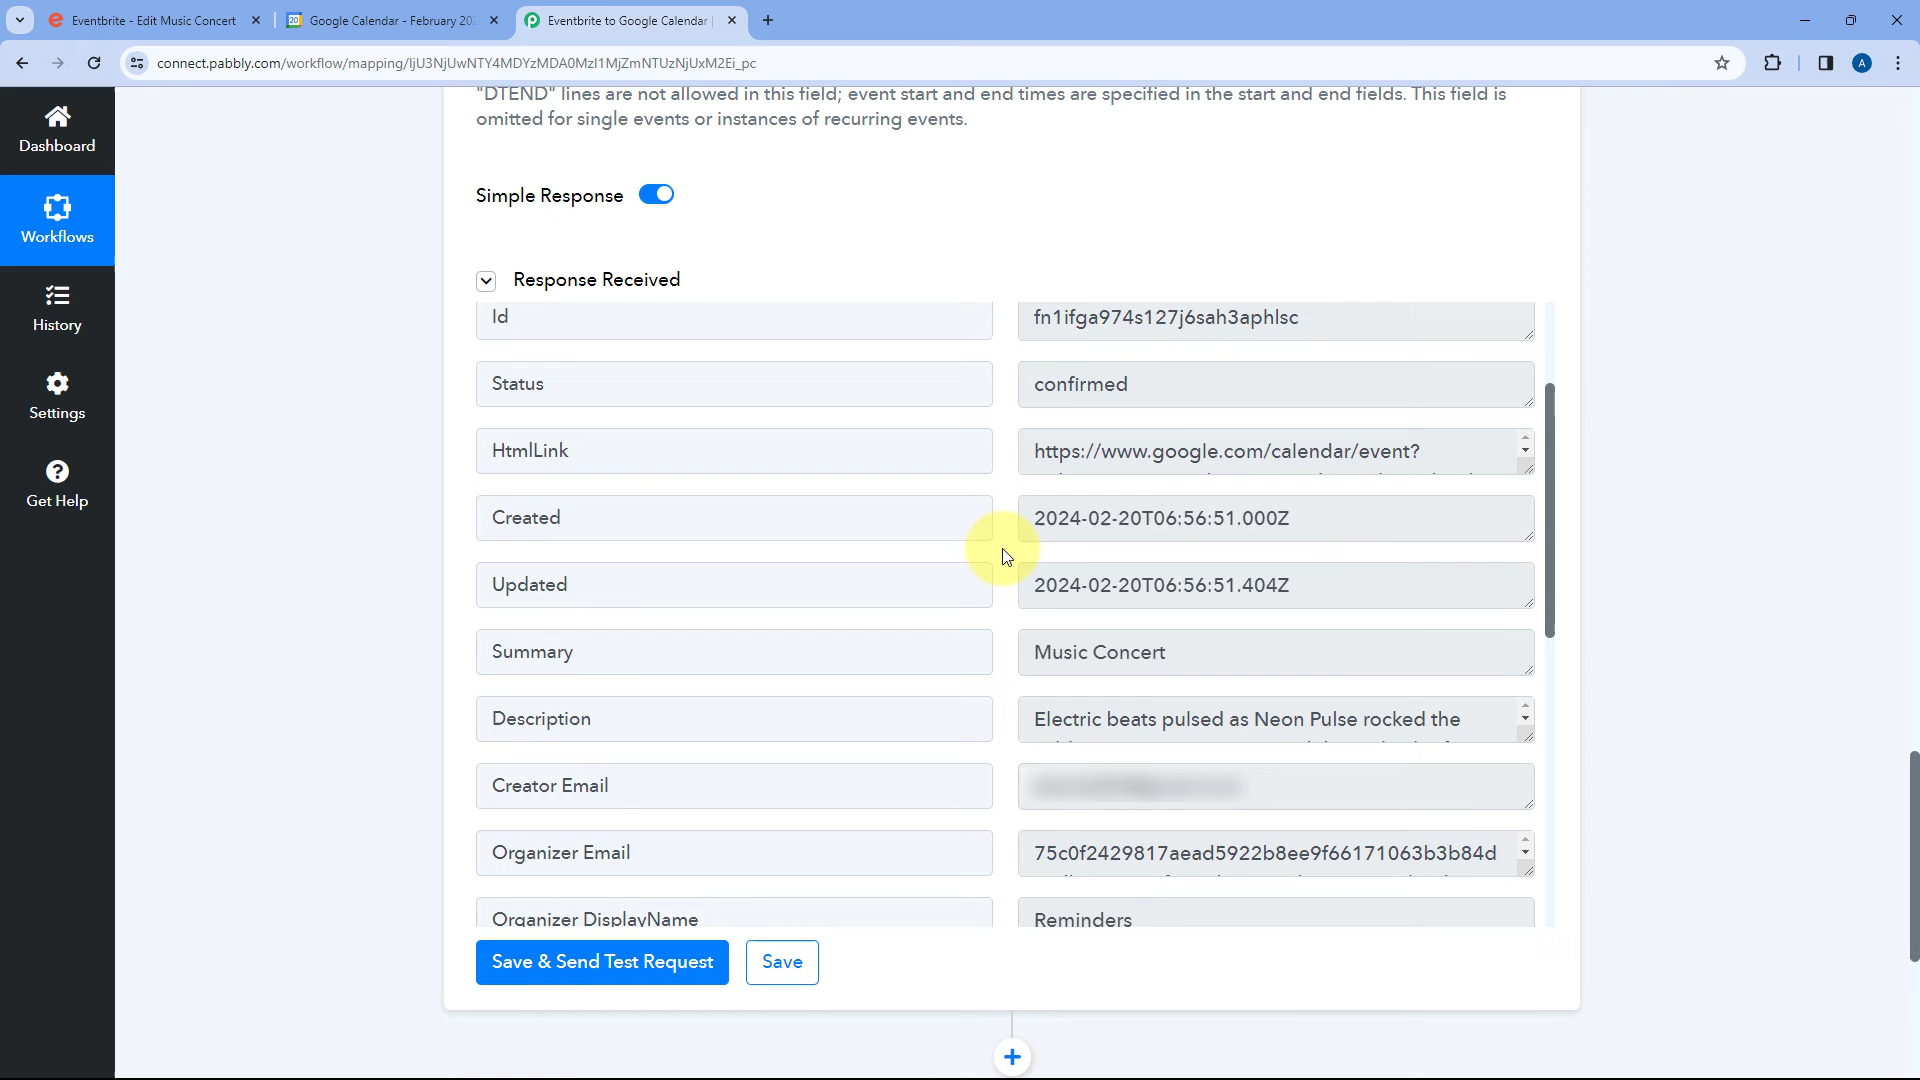 Eventbrite - Edit Music Concert
Google Calendar - February 20
Eventbrite to Google Calendar
connect.pabbly.com/workflow/mapping/IjU3NjUwNTY4MDYzMDA0MzI1MjZmNTUzNjUxM2Ei_pc
A
"DTEND" lines are not allowed in this field; event start and end times are specified in the start and end fields. This field is
omitted for single events or instances of recurring events.
Dashboard
Workflows
History
Settings
Get Help
Simple Response
Response Received
Id
fn1ifga974s127j6sah3aphlsc
Status
confirmed
HtmlLink
https://www.google.com/calendar/event?
Created
2024-02-20T06:56:51.000Z
Updated
2024-02-20T06:56:51.404Z
Summary
Music Concert
Description
Electric beats pulsed as Neon Pulse rocked the
Creator Email
Organizer Email
75c0f2429817aead5922b8ee9f66171063b3b84d
Organizer DisplayName
Reminders
Save & Send Test Request
Save